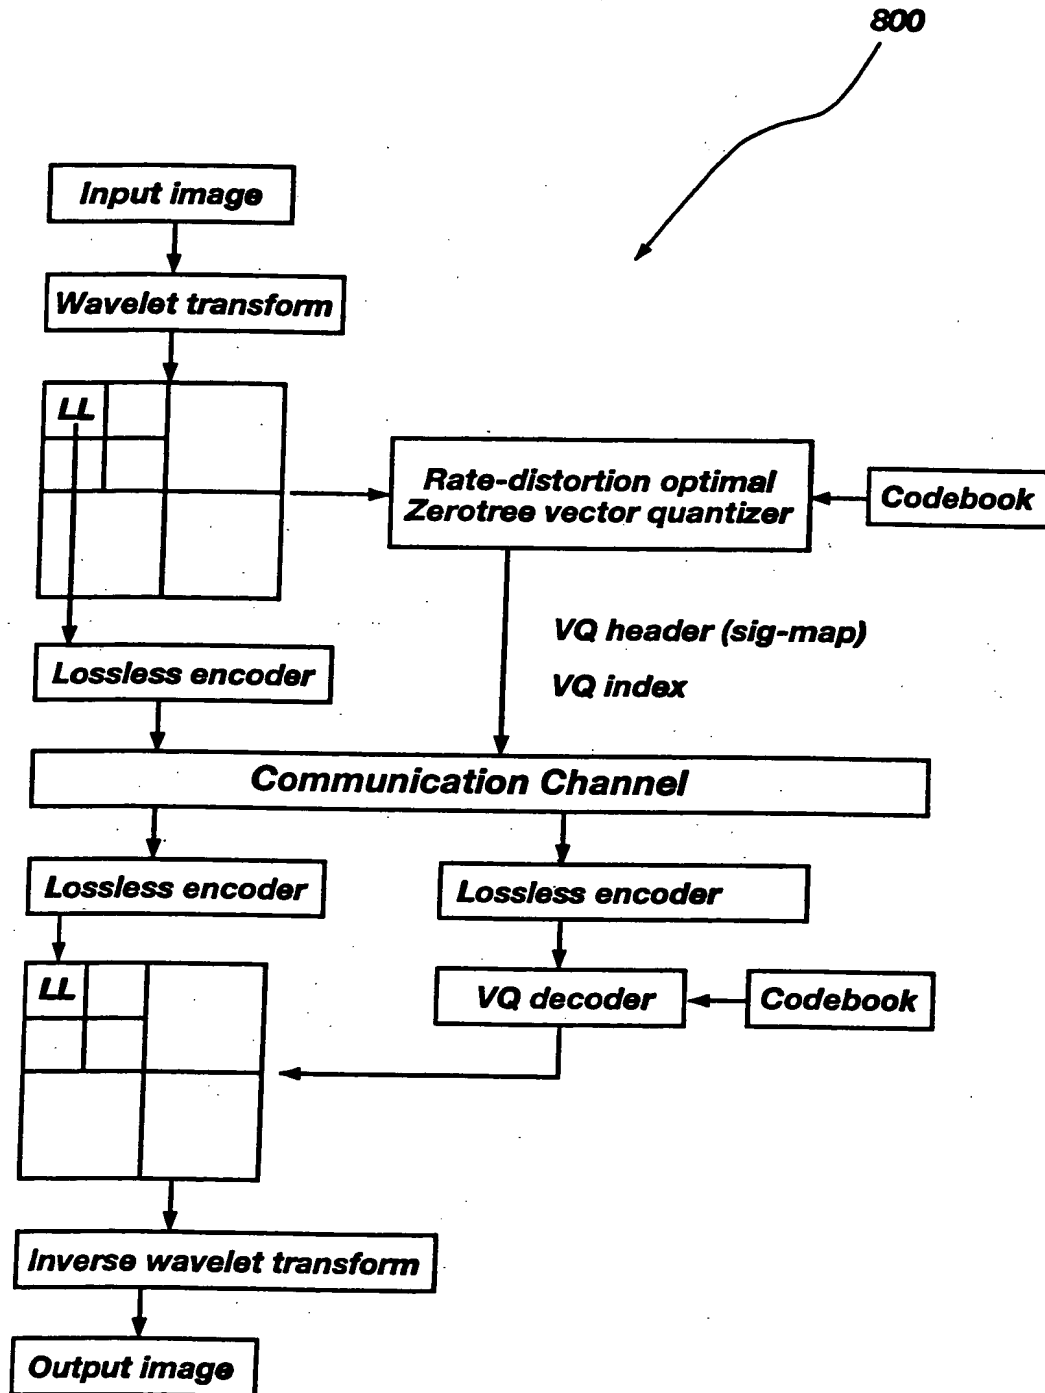 800
Input image
Wavelet transform
LL
Rate-distortion optimal
Zerotree vector quantizer
Codebook
VQ header (sig-map)
VQ index
Lossless encoder
Communication Channel
Lossless encoder
Lossless encoder
LL
VQ decoder
Codebook
Inverse wavelet transform
Output image